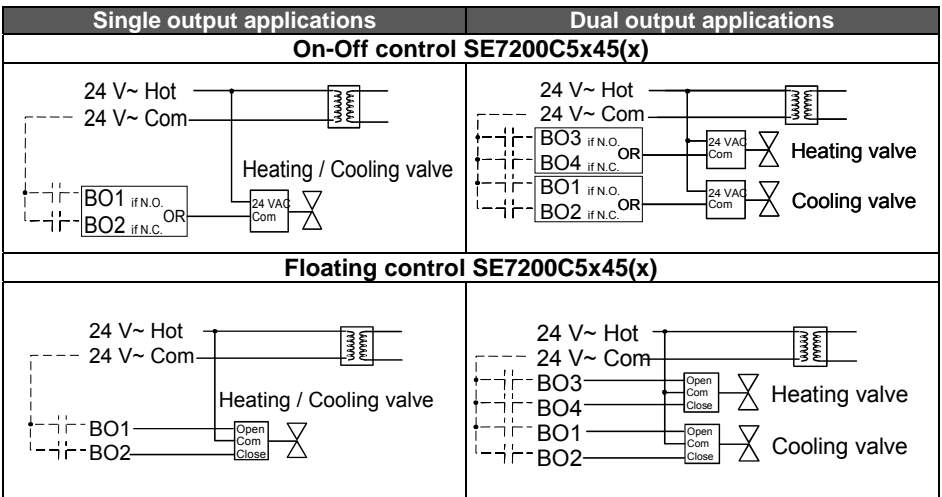 Single output applications
Dual output applications
On-Off control SE7200C5x45(x)
24 V~ Hot
24 V~ Com
Heating / Cooling valve
BO1 if N.O.
OR
BO2 if N.C.
24 VAC
Com
24 V~ Hot
24 V~ Com
BO3 if N.O.
OR
BO4 if N.C.
24 VAC
Com
Heating valve
BO1 if N.O.
OR
BO2 if N.C.
24 VAC
Com
Cooling valve
Floating control SE7200C5x45(x)
24 V~ Hot
24 V~ Com
Heating / Cooling valve
BO1
BO2
Open
Com
Close
24 V~ Hot
24 V~ Com
BO3
BO4
Open
Com
Close
Heating valve
BO1
BO2
Open
Com
Close
Cooling valve